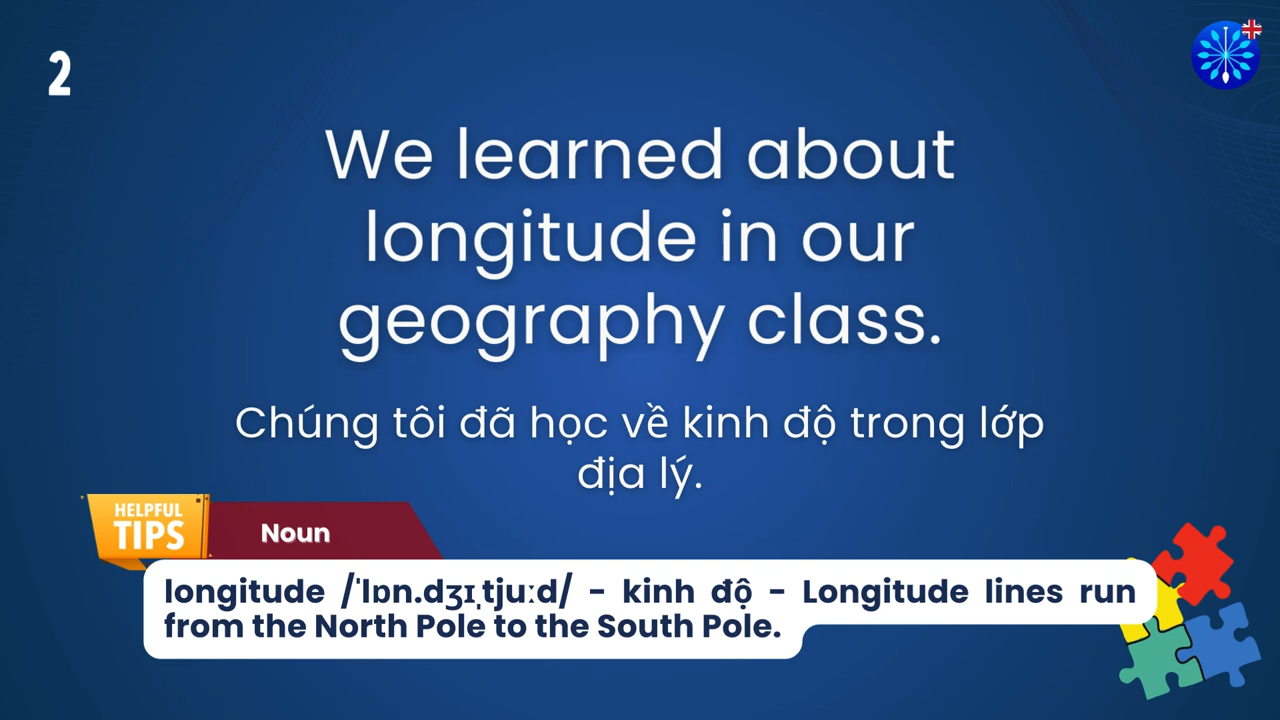 2
We learned about
longitude in our
geography class.
Chúng tôi đã học về kinh độ trong lớp
địa lý.
HELPFUL
TIPS
Noun
longitude /ˈlɒn.dʒɪˌtjuːd/ - kinh độ - Longitude lines run
from the North Pole to the South Pole.